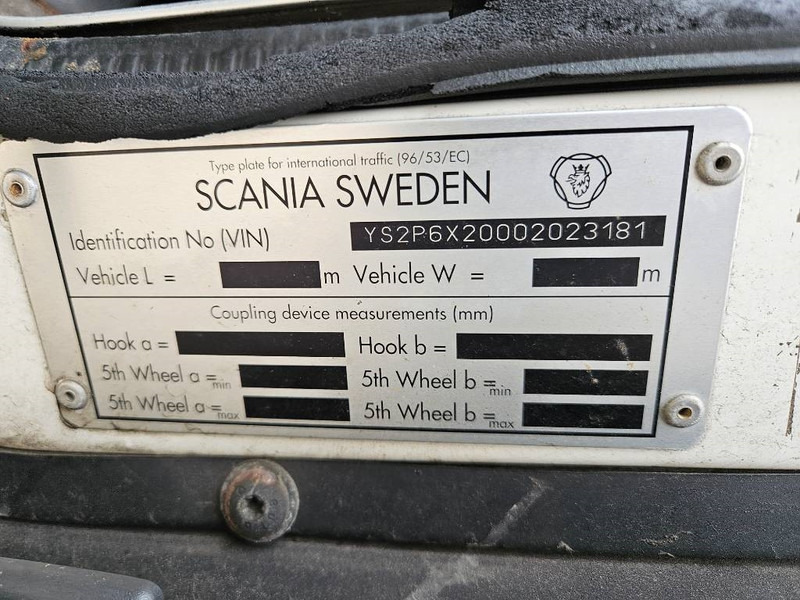 Type plate for international traffic (96/53/EC)
SCANIA SWEDEN
Identification No (VIN) YS2P6X20002023181
Vehicle L = m Vehicle W = m
Coupling device measurements (mm)
Hook a = Hook b =
5th Wheel a = min 5th Wheel b = min
5th Wheel a = max 5th Wheel b = max